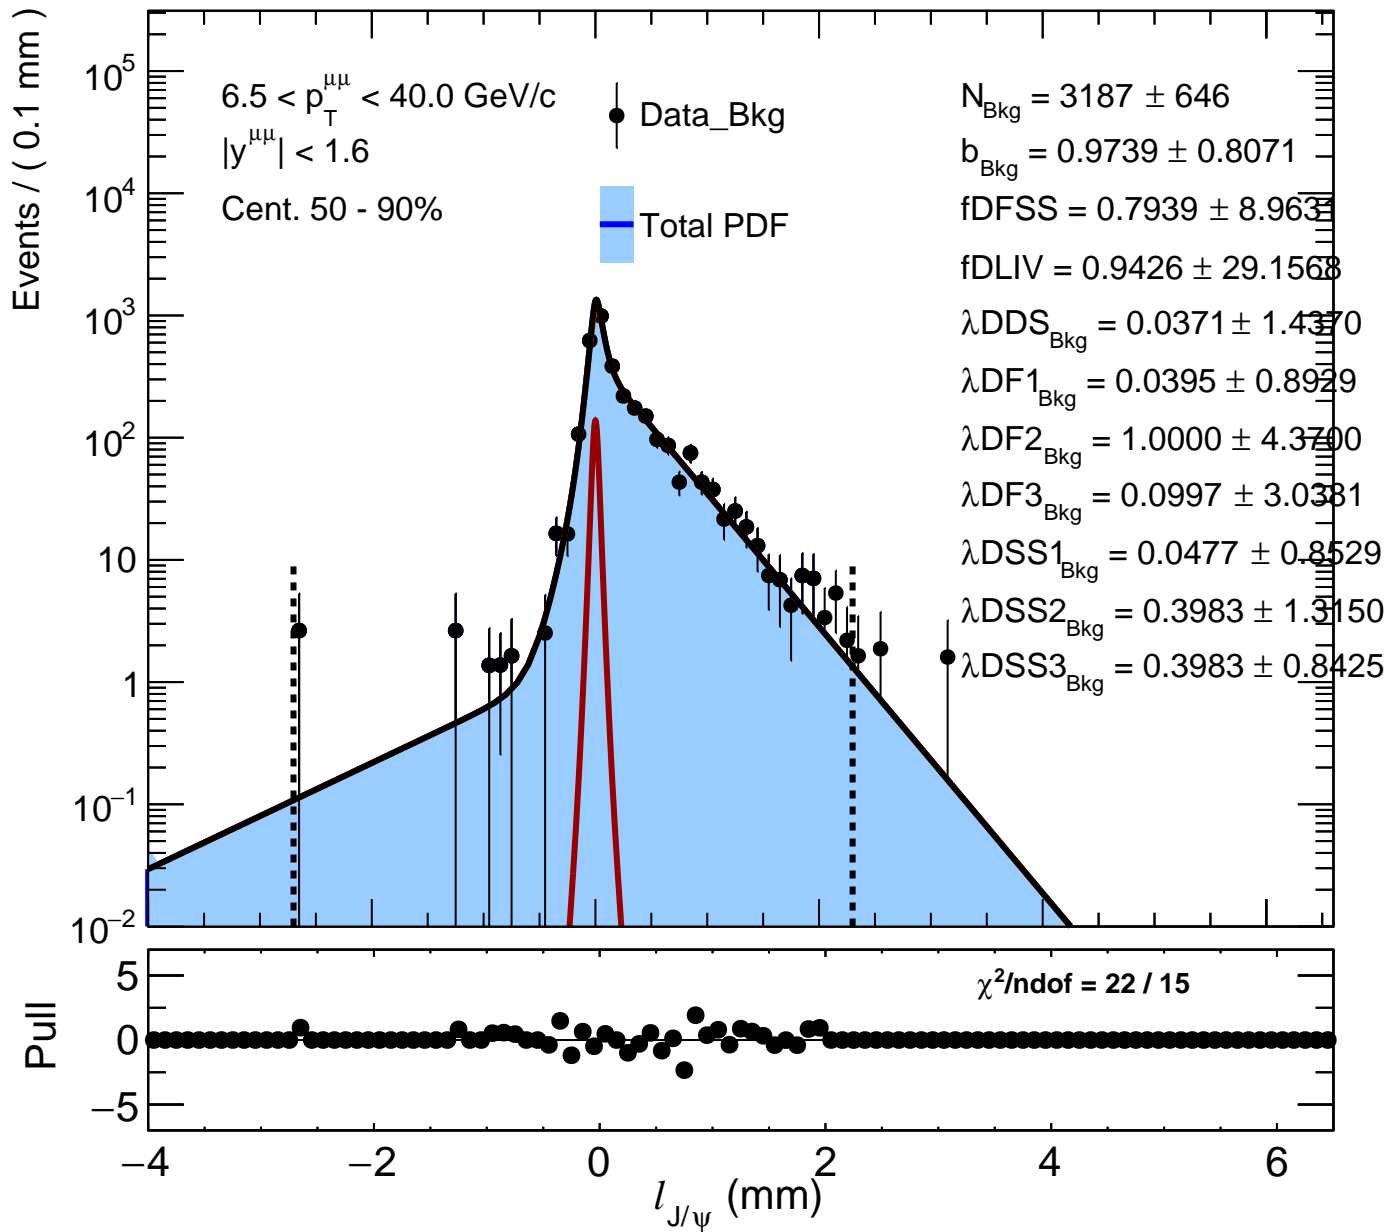 Events / ( 0.1 mm )
10^5
10^4
10^3
10^2
10
1
10^−1
10^−2
6.5 < p_T^μμ < 40.0 GeV/c
|y^μμ| < 1.6
Cent. 50 - 90%
Data_Bkg
Total PDF
N_Bkg = 3187 ± 646
b_Bkg = 0.9739 ± 0.8071
fDFSS = 0.7939 ± 8.9631
fDLIV = 0.9426 ± 29.1568
λDDS_Bkg = 0.0371 ± 1.4370
λDF1_Bkg = 0.0395 ± 0.8929
λDF2_Bkg = 1.0000 ± 4.3700
λDF3_Bkg = 0.0997 ± 3.0381
λDSS1_Bkg = 0.0477 ± 0.8529
λDSS2_Bkg = 0.3983 ± 1.3150
λDSS3_Bkg = 0.3983 ± 0.8425
Pull
5
0
−5
χ²/ndof = 22 / 15
−4 −2 0 2 4 6
l_J/ψ (mm)